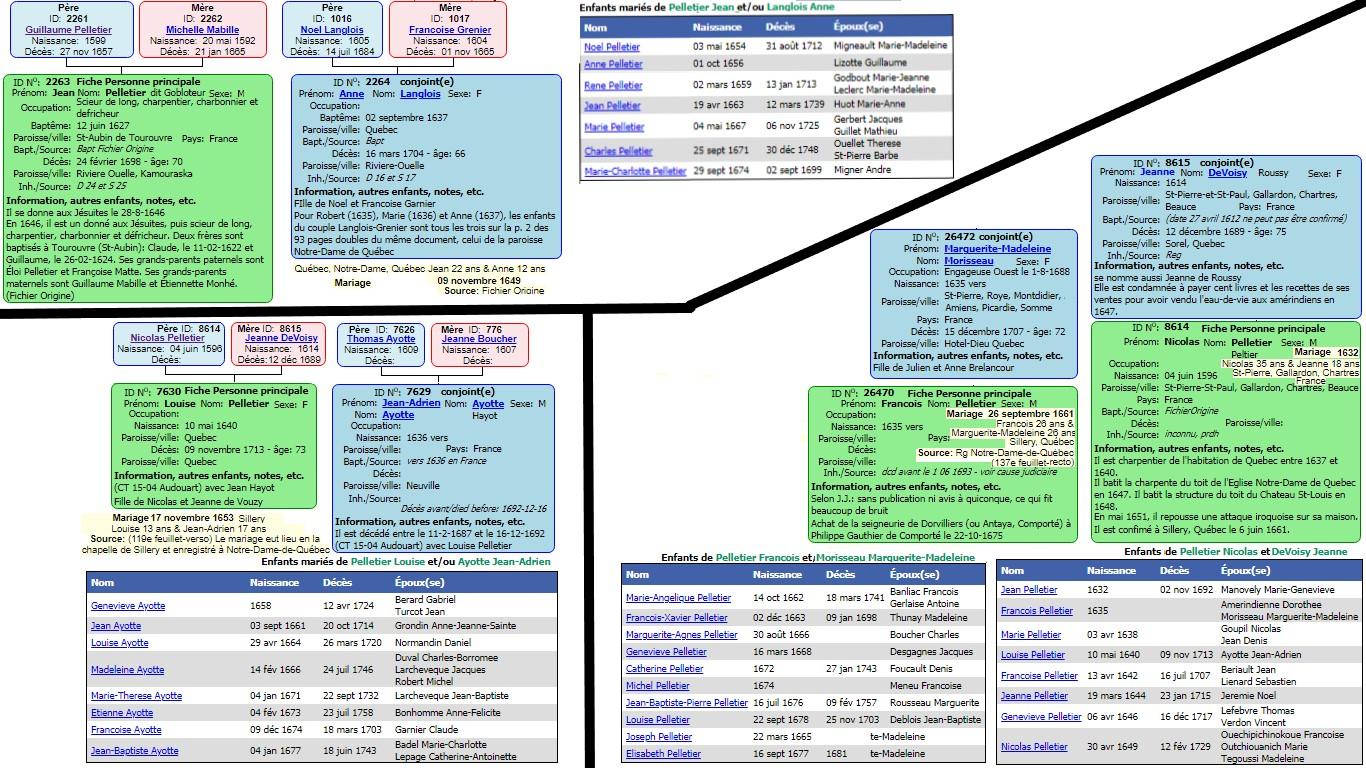 Père
ID: 2261
Guillaume Pelletier
Naissance: 1599
Décès: 27 nov 1657
Mère
ID: 2262
Michelle Mabille
Naissance: 20 mai 1592
Décès: 21 jan 1665
Père
ID: 1016
Noel Langlois
Naissance: 1605
Décès: 14 juil 1684
Mère
ID: 1017
Francoise Grenier
Naissance: 1604
Décès: 01 nov 1665
ID Nº: 2263 Fiche Personne principale
Prénom: Jean Nom: Pelletier dit Gobloteur Sexe: M
Occupation: Scieur de long, charpentier, charbonnier et
defricheur
Baptême: 12 juin 1627
Paroisse/ville: St-Aubin de Tourouvre Pays: France
Bapt./Source: Bapt Fichier Origine
Décès: 24 février 1698 - âge: 70
Paroisse/ville: Riviere Ouelle, Kamouraska
Inh./Source: D 24 et S 25
Information, autres enfants, notes, etc.
Il se donne aux Jésuites le 28-8-1646
En 1646, il est un donné aux Jésuites, puis scieur de long,
charpentier, charbonnier et défricheur. Deux frères sont
baptisés à Tourouvre (St-Aubin): Claude, le 11-02-1622 et
Guillaume, le 26-02-1624. Ses grands-parents paternels sont
Éloi Pelletier et Françoise Matte. Ses grands-parents
maternels sont Guillaume Mabille et Étiennette Monhé.
(Fichier Origine)
ID Nº: 2264 conjoint(e)
Prénom: Anne Nom: Langlois Sexe: F
Occupation:
Baptême: 02 septembre 1637
Paroisse/ville: Quebec
Bapt./Source: Bapt
Décès: 16 mars 1704 - âge: 66
Paroisse/ville: Riviere-Ouelle
Inh./Source: D 16 et S 17
Information, autres enfants, notes, etc.
FIlle de Noel et Francoise Garnier
Pour Robert (1635), Marie (1636) et Anne (1637), les enfants
du couple Langlois-Grenier sont tous les trois sur la p. 2 des
93 pages doubles du même document, celui de la paroisse
Notre-Dame de Québec
Québec, Notre-Dame, Québec Jean 22 ans & Anne 12 ans
Mariage 09 novembre 1649
Source: Fichier Origine
Enfants mariés de Pelletier Jean et/ou Langlois Anne
Nom Naissance Décès Époux(se)
Noel Pelletier 03 mai 1654 31 août 1712 Migneault Marie-Madeleine
Anne Pelletier 01 oct 1656 Lizotte Guillaume
Rene Pelletier 02 mars 1659 13 jan 1713 Godbout Marie-Jeanne
Leclerc Marie-Madeleine
Jean Pelletier 19 avr 1663 12 mars 1739 Huot Marie-Anne
Marie Pelletier 04 mai 1667 06 nov 1725 Gerbert Jacques
Guillet Mathieu
Charles Pelletier 25 sept 1671 30 déc 1748 Ouellet Therese
St-Pierre Barbe
Marie-Charlotte Pelletier 29 sept 1674 02 sept 1699 Migner Andre
ID Nº: 8615 conjoint(e)
Prénom: Jeanne Nom: DeVoisy Roussy Sexe: F
Naissance: 1614
Paroisse/ville: St-Pierre-et-St-Paul, Gallardon, Chartres,
Beauce Pays: France
Bapt./Source: (date 27 avril 1612 ne peut pas être confirmé)
Décès: 12 décembre 1689 - âge: 75
Paroisse/ville: Sorel, Quebec
Inh./Source: Reg
Information, autres enfants, notes, etc.
se nomme aussi Jeanne de Roussy
Elle est condamnée à payer cent livres et les recettes de ses
ventes pour avoir vendu l'eau-de-vie aux amérindiens en
1647.
ID Nº: 8614 Fiche Personne principale
Prénom: Nicolas Nom: Pelletier Sexe: M
Peltier Mariage 1632
Occupation: Nicolas 35 ans & Jeanne 18 ans
Naissance: 04 juin 1596 St-Pierre, Gallardon, Chartres
France
Paroisse/ville: St-Pierre-St-Paul, Gallardon, Chartres, Beauce
Pays: France
Bapt./Source: FichierOrigine
Décès: Paroisse/ville:
Inh./Source: inconnu, prdh
Information, autres enfants, notes, etc.
Il est charpentier de l'habitation de Quebec entre 1637 et
1640.
Il batit la charpente du toit de l'Eglise Notre-Dame de Quebec
en 1647. Il batit la structure du toit du Chateau St-Louis en
1648.
En mai 1651, il repousse une attaque iroquoise sur sa maison.
Il est confirmé à Sillery, Québec le 6 juin 1661.
ID Nº: 26472 conjoint(e)
Prénom: Marguerite-Madeleine
Nom: Morisseau Sexe: F
Occupation: Engageuse Ouest le 1-8-1688
Naissance: 1635 vers
Paroisse/ville: St-Pierre, Roye, Montdidier,
Amiens, Picardie, Somme
Pays: France
Décès: 15 décembre 1707 - âge: 72
Paroisse/ville: Hotel-Dieu Quebec
Information, autres enfants, notes, etc.
Fille de Julien et Anne Brelancour
ID Nº: 26470 Fiche Personne principale
Prénom: Francois Nom: Pelletier Sexe: M
Occupation: Mariage 26 septembre 1661
Naissance: 1635 vers Francois 26 ans &
Paroisse/ville: Pays: Marguerite-Madeleine 26 ans
Sillery, Québec
Décès:
Paroisse/ville: Source: Rg Notre-Dame-de-Québec
(137e feuillet-recto)
Inh./Source: dcd avant le 1 06 1693 - voir cause judiciaire
Information, autres enfants, notes, etc.
Selon J.J.: sans publication ni avis à quiconque, ce qui fit
beaucoup de bruit
Achat de la seigneurie de Dorvilliers (ou Antaya, Comporté) à
Philippe Gauthier de Comporté le 22-10-1675
Père ID: 8614
Nicolas Pelletier
Naissance: 04 juin 1596
Décès:
Mère ID: 8615
Jeanne DeVoisy
Naissance: 1614
Décès:12 déc 1689
Père ID: 7626
Thomas Ayotte
Naissance: 1609
Décès:
Mère ID: 776
Jeanne Boucher
Naissance: 1607
Décès:
ID Nº: 7630 Fiche Personne principale
Prénom: Louise Nom: Pelletier Sexe: F
Occupation:
Naissance: 10 mai 1640
Paroisse/ville: Quebec
Décès: 09 novembre 1713 - âge: 73
Paroisse/ville: Quebec
Information, autres enfants, notes, etc.
(CT 15-04 Audouart) avec Jean Hayot
Fille de Nicolas et Jeanne de Vouzy
Mariage 17 novembre 1653 Sillery
Louise 13 ans & Jean-Adrien 17 ans
Source: (119e feuillet-verso) Le mariage eut lieu en la
chapelle de Sillery et enregistré à Notre-Dame-de-Québec
ID Nº: 7629 conjoint(e)
Prénom: Jean-Adrien Nom: Ayotte Sexe: M
Nom: Ayotte Hayot
Occupation:
Naissance: 1636 vers
Paroisse/ville: Pays: France
Bapt./Source: vers 1636 en France
Décès:
Paroisse/ville: Neuville
Inh./Source:
Décès avant/died before: 1692-12-16
Information, autres enfants, notes, etc.
Il est décédé entre le 11-2-1687 et le 16-12-1692
(CT 15-04 Audouart) avec Louise Pelletier
Enfants mariés de Pelletier Louise et/ou Ayotte Jean-Adrien
Nom Naissance Décès Époux(se)
Genevieve Ayotte 1658 12 avr 1724 Berard Gabriel
Turcot Jean
Jean Ayotte 03 sept 1661 20 oct 1714 Grondin Anne-Jeanne-Sainte
Louise Ayotte 29 avr 1664 26 mars 1720 Normandin Daniel
Madeleine Ayotte 14 fév 1666 24 juil 1746 Duval Charles-Borromee
Larcheveque Jacques
Robert Michel
Marie-Therese Ayotte 04 jan 1671 22 sept 1732 Larcheveque Jean-Baptiste
Etienne Ayotte 04 fév 1673 23 juil 1758 Bonhomme Anne-Felicite
Francoise Ayotte 09 déc 1674 18 mars 1703 Garnier Claude
Jean-Baptiste Ayotte 04 jan 1677 18 juin 1743 Badel Marie-Charlotte
Lepage Catherine-Antoinette
Enfants de Pelletier Francois et/Morisseau Marguerite-Madeleine
Nom Naissance Décès Époux(se)
Marie-Angelique Pelletier 14 oct 1662 18 mars 1741 Banliac Francois
Gerlaise Antoine
Francois-Xavier Pelletier 02 déc 1663 09 jan 1698 Thunay Madeleine
Marguerite-Agnes Pelletier 30 août 1666 Boucher Charles
Genevieve Pelletier 16 mars 1668 Desgagnes Jacques
Catherine Pelletier 1672 27 jan 1743 Foucault Denis
Michel Pelletier 1674 Meneu Francoise
Jean-Baptiste-Pierre Pelletier 16 juil 1676 09 fév 1757 Rousseau Marguerite
Louise Pelletier 22 sept 1678 25 nov 1703 Deblois Jean-Baptiste
Joseph Pelletier 22 mars 1665 te-Madeleine
Elisabeth Pelletier 16 sept 1677 1681 te-Madeleine
Enfants de Pelletier Nicolas et DeVoisy Jeanne
Nom Naissance Décès Époux(se)
Jean Pelletier 1632 02 nov 1692 Manovely Marie-Genevieve
Francois Pelletier 1635 Amerindienne Dorothee
Morisseau Marguerite-Madeleine
Marie Pelletier 03 avr 1638 Goupil Nicolas
Jean Denis
Louise Pelletier 10 mai 1640 09 nov 1713 Ayotte Jean-Adrien
Francoise Pelletier 13 avr 1642 16 juil 1707 Beriault Jean
Lienard Sebastien
Jeanne Pelletier 19 mars 1644 23 jan 1715 Jeremie Noel
Genevieve Pelletier 06 avr 1646 16 déc 1717 Lefebvre Thomas
Verdon Vincent
Nicolas Pelletier 30 avr 1649 12 fév 1729 Ouechipichinokoue Francoise
Outchiouanich Marie
Tegoussi Madeleine